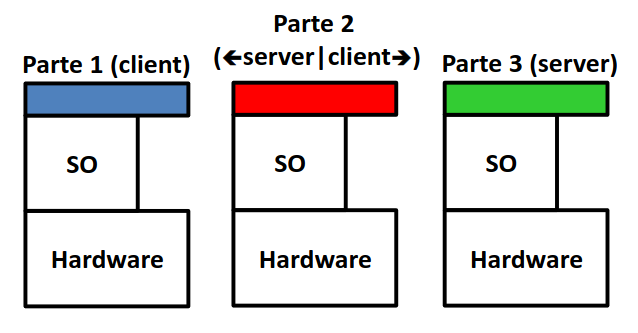 Parte 1 (client)
Parte 2
(🡸server|client🡺)
Parte 3 (server)
SO
SO
SO
Hardware
Hardware
Hardware